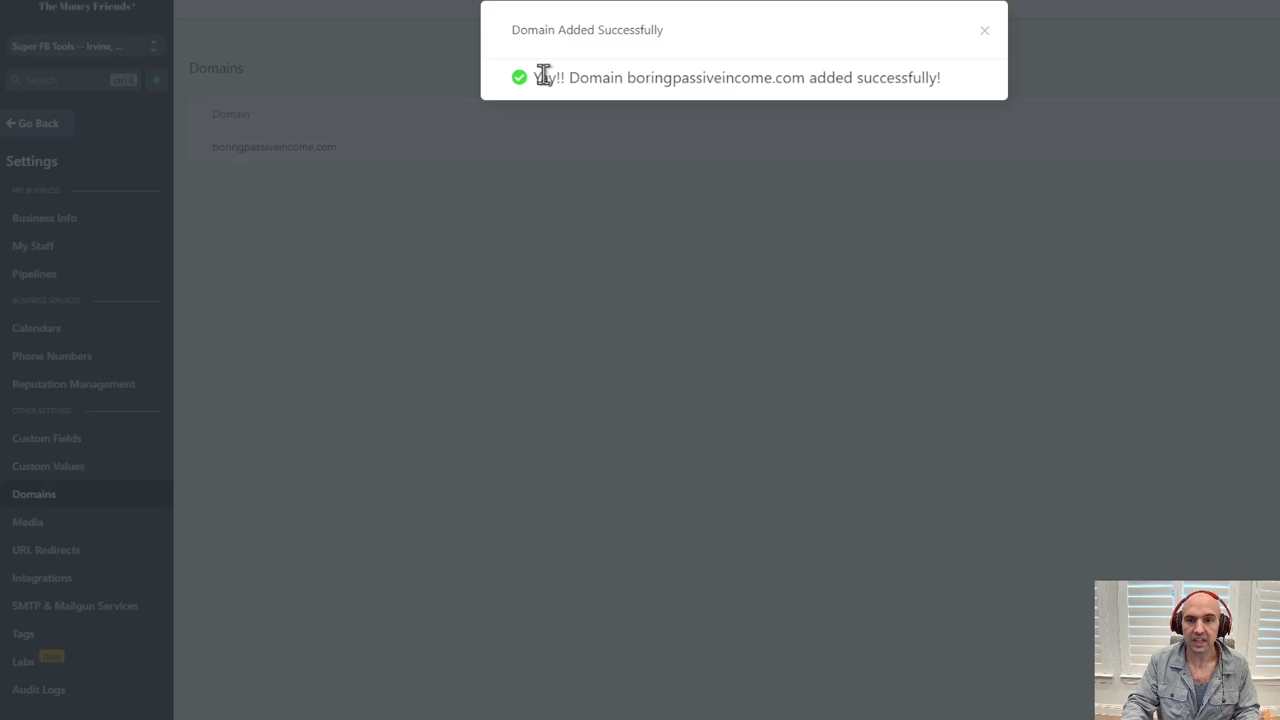 The Money Friends
Super FB Tools -- Irvine, ...
Search
ctrl K
Go Back
Settings
MY BUSINESS
Business Info
My Staff
Pipelines
BUSINESS SERVICES
Calendars
Phone Numbers
Reputation Management
OTHER SETTINGS
Custom Fields
Custom Values
Domains
Media
URL Redirects
Integrations
SMTP & Mailgun Services
Tags
Labs new
Audit Logs
Domains
Domain
boringpassiveincome.com
Domain Added Successfully
Yay!! Domain boringpassiveincome.com added successfully!